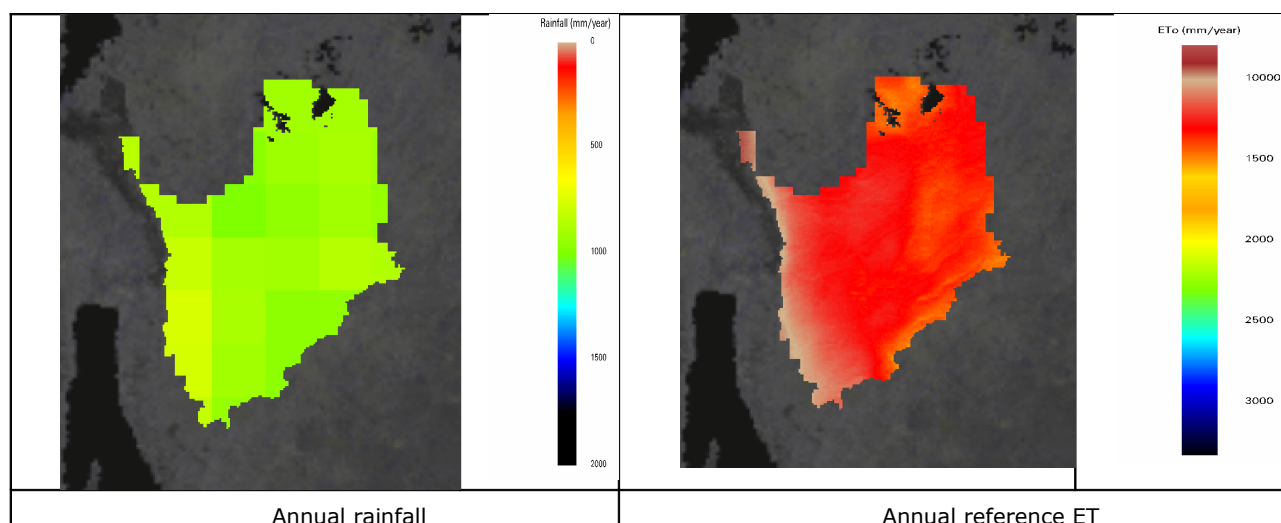 Rainfall (mm/year)
0
500
1000
1500
2000
ETo (mm/year)
10000
1500
2000
2500
3000
Annual rainfall
Annual reference ET